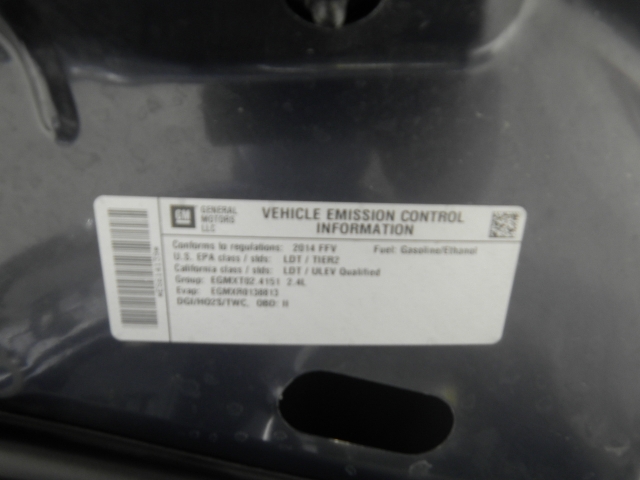 GM
GENERAL
MOTORS
LLC
VEHICLE EMISSION CONTROL
INFORMATION
Conforms to regulations: 2014 FFV Fuel: Gasoline/Ethanol
U.S. EPA class / stds: LDT / TIER2
California class / stds: LDT / ULEV Qualified
Group: EGMXT02.4151 2.4L
Evap: EGMXR0138813
DGI/HO2S/TWC, OBD: II